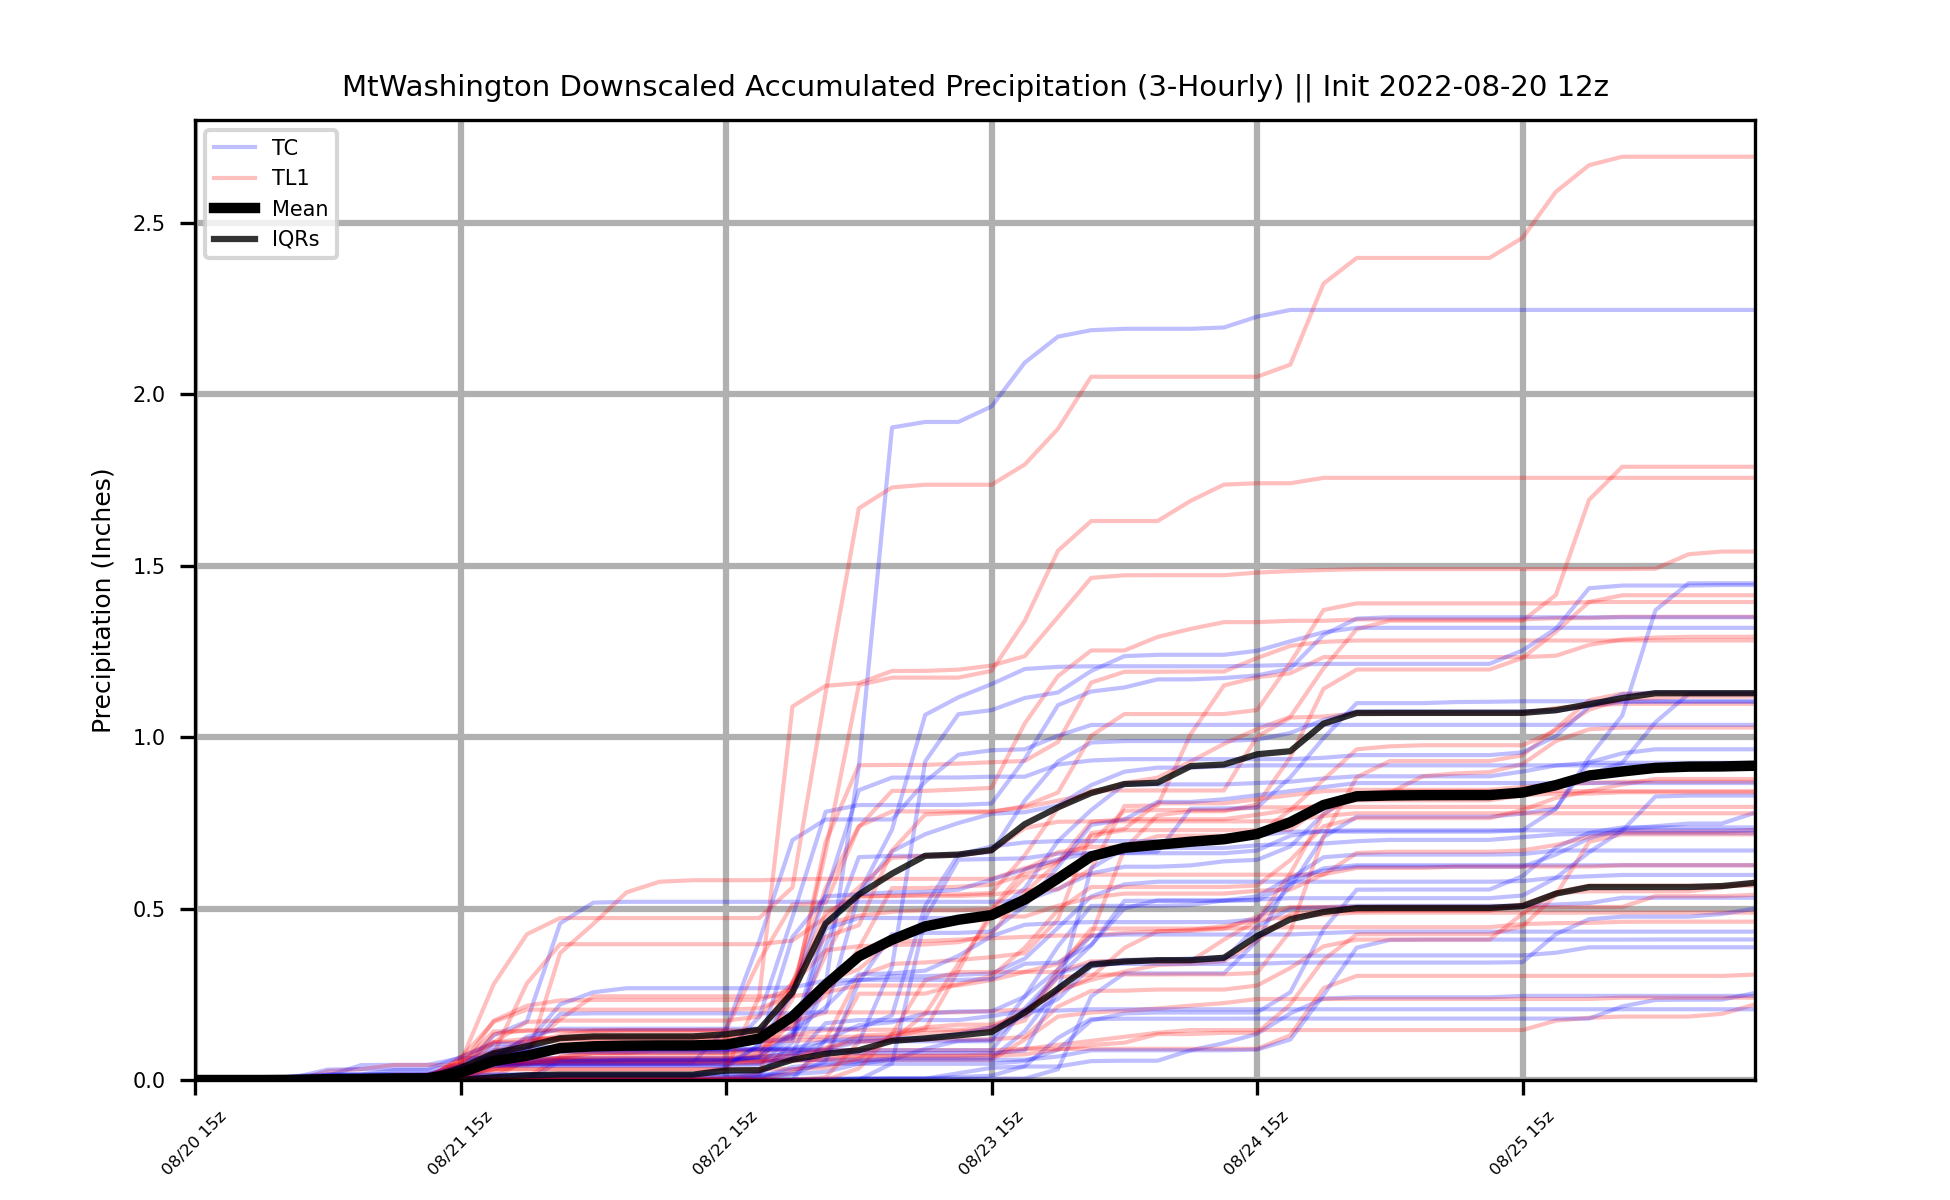 MtWashington Downscaled Accumulated Precipitation (3-Hourly) || Init 2022-08-20 12z
TC
TL1
Mean
IQRs
Precipitation (Inches)
2.5
2.0
1.5
1.0
0.5
0.0
08/20 15z
08/21 15z
08/22 15z
08/23 15z
08/24 15z
08/25 15z